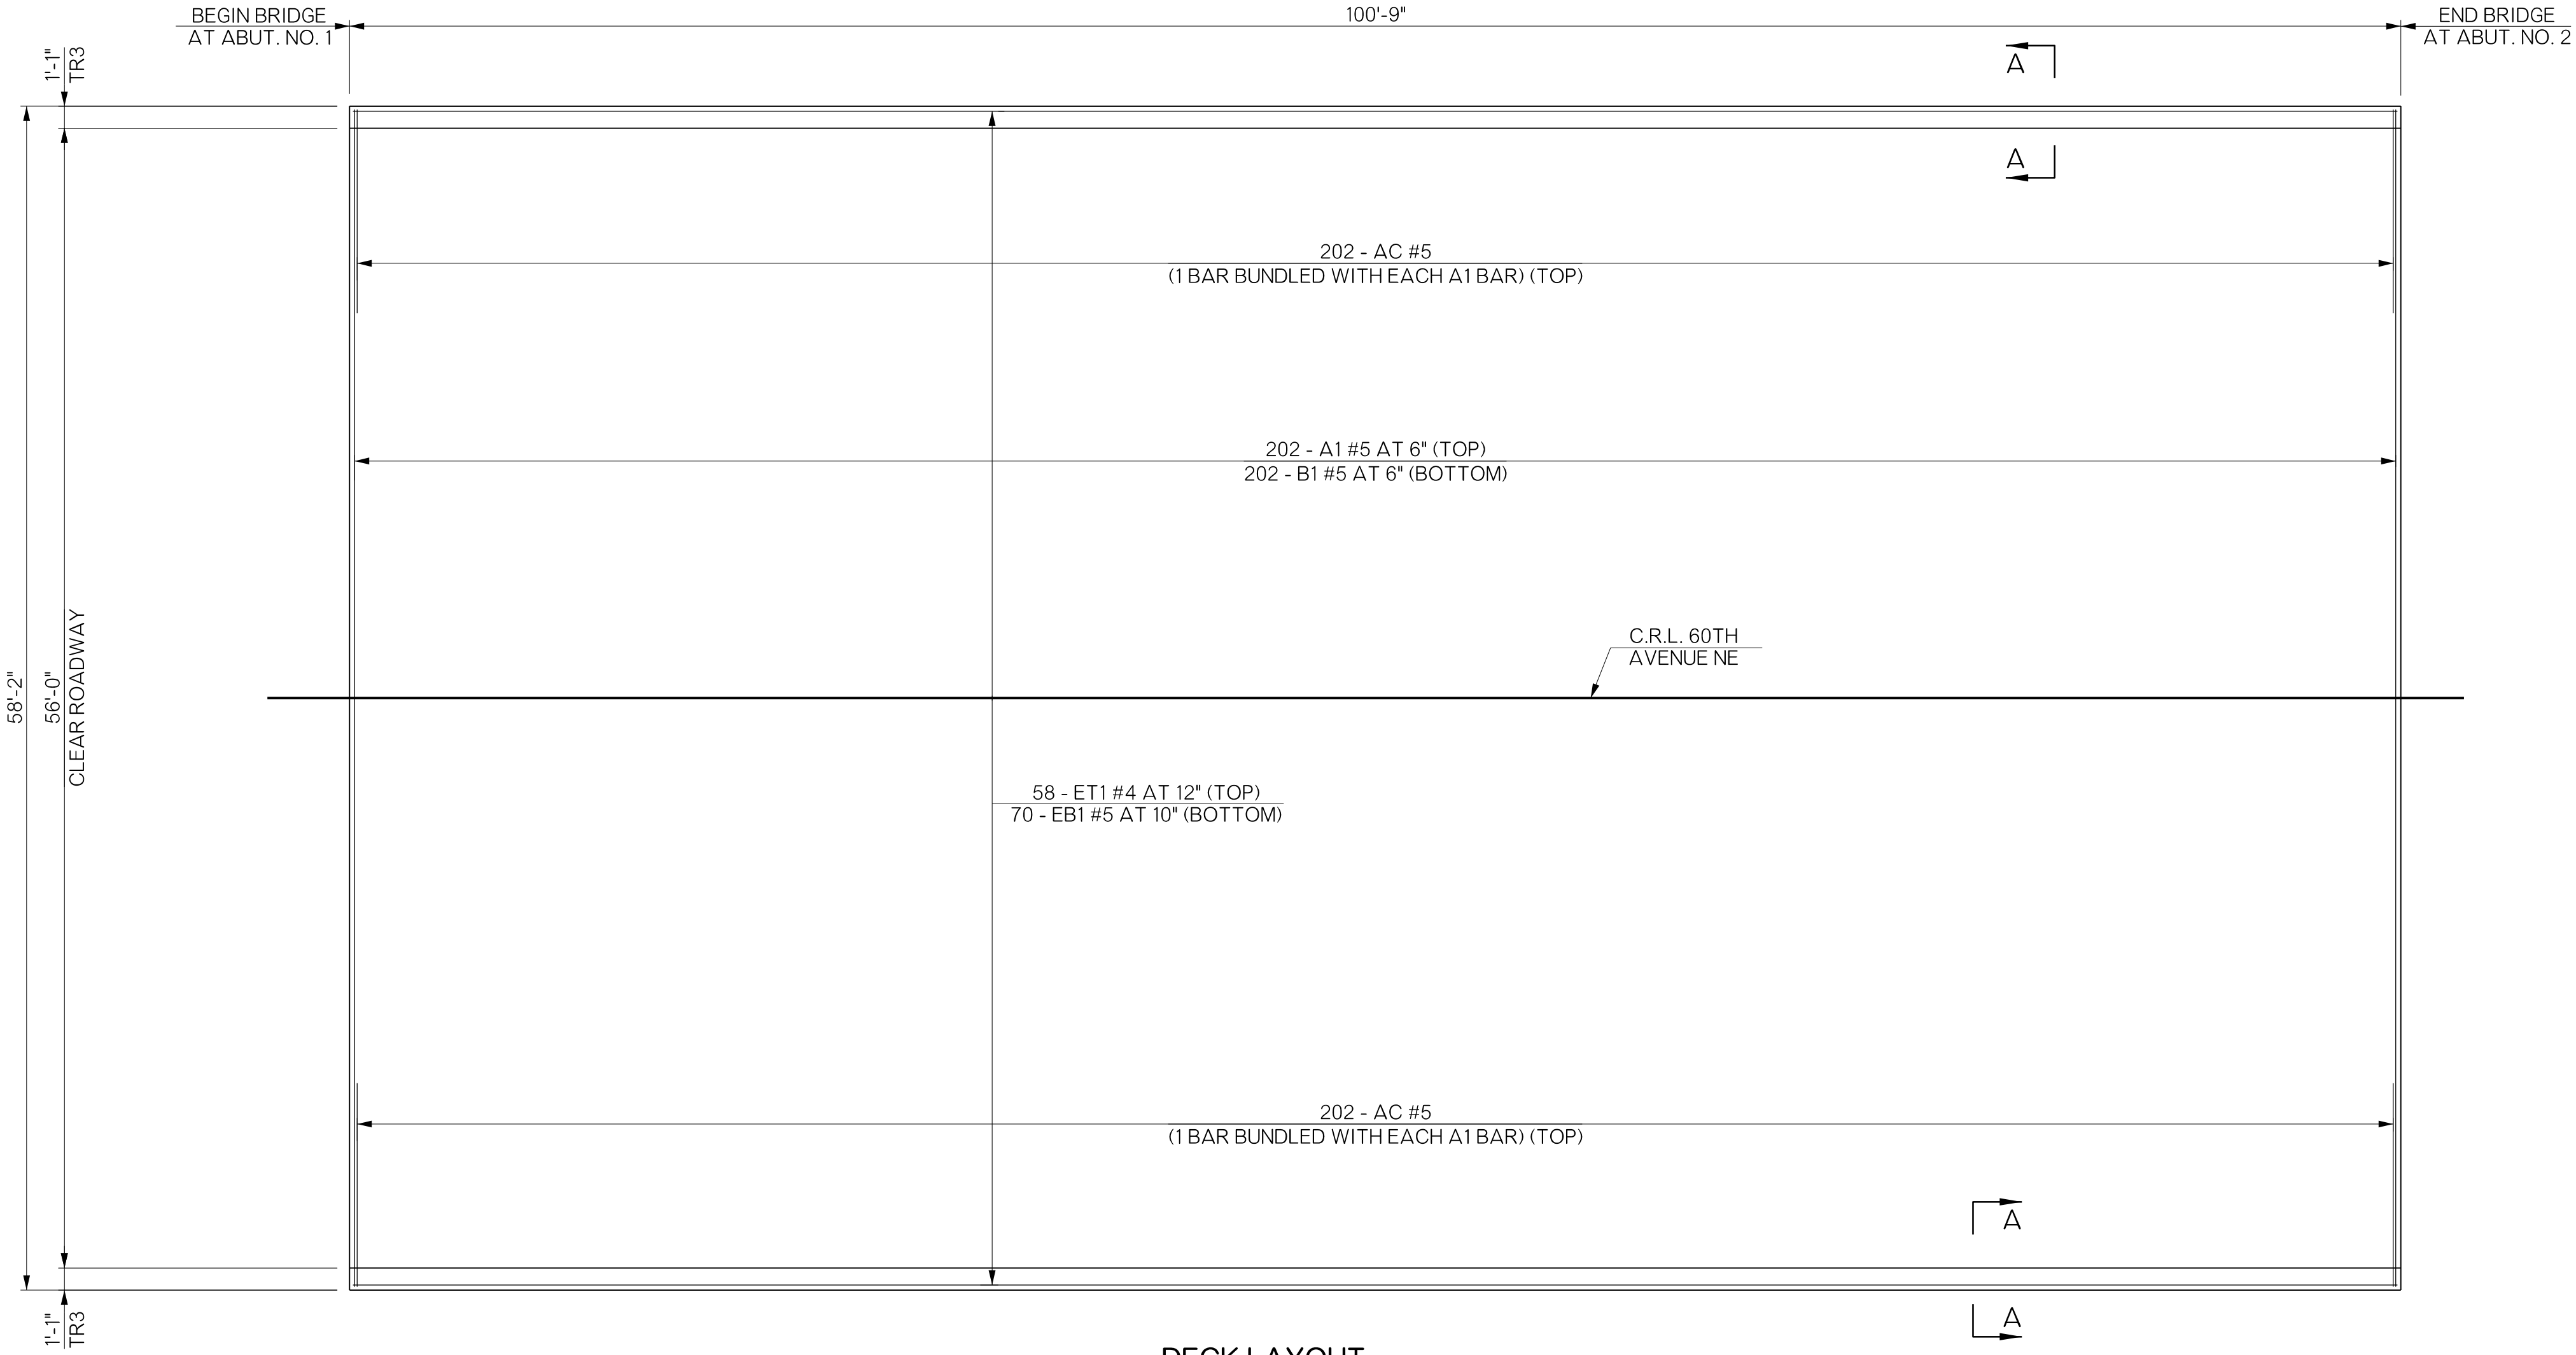 BEGIN BRIDGE
AT ABUT. NO. 1
100'-9"
END BRIDGE
AT ABUT. NO. 2
1'-1"
TR3
A
A
202 - AC #5
(1 BAR BUNDLED WITH EACH A1 BAR) (TOP)
202 - A1 #5 AT 6" (TOP)
202 - B1 #5 AT 6" (BOTTOM)
C.R.L. 60TH
AVENUE NE
58'-2"
56'-0"
CLEAR ROADWAY
58 - ET1 #4 AT 12" (TOP)
70 - EB1 #5 AT 10" (BOTTOM)
202 - AC #5
(1 BAR BUNDLED WITH EACH A1 BAR) (TOP)
A
A
1'-1"
TR3
DECK LAYOUT